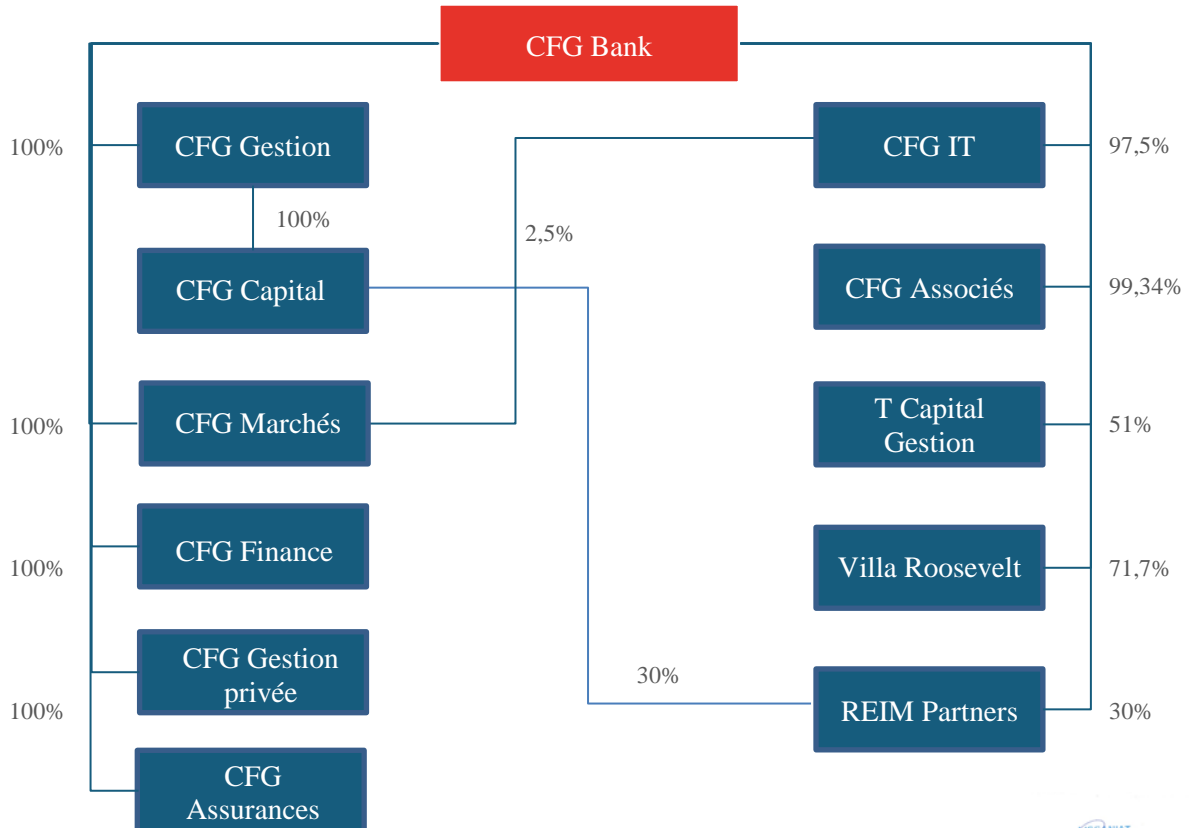 CFG Bank
100%
CFG Gestion
CFG IT
97,5%
100%
2,5%
CFG Capital
CFG Associés
99,34%
100%
CFG Marchés
T Capital
Gestion
51%
100%
CFG Finance
Villa Roosevelt
71,7%
CFG Gestion
privée
30%
100%
REIM Partners
30%
CFG
Assurances